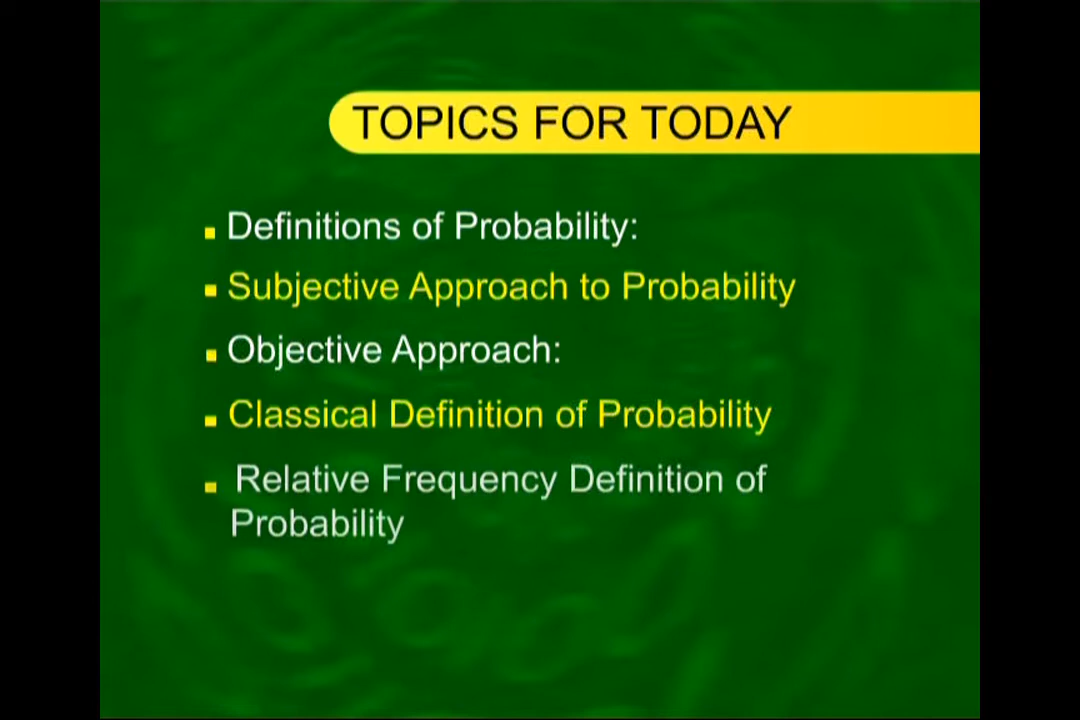 TOPICS FOR TODAY
Definitions of Probability:
Subjective Approach to Probability
Objective Approach:
Classical Definition of Probability
Relative Frequency Definition of
Probability